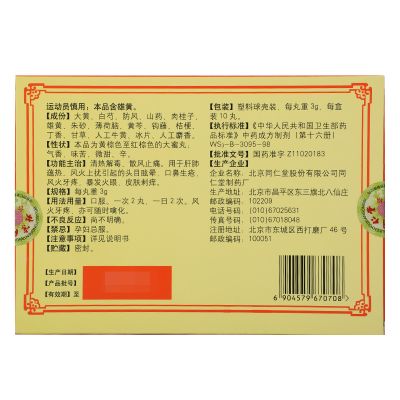 运动员慎用：本品含雄黄。
【成份】大黄、白芍、防风、山药、肉桂子、
雄黄、朱砂、薄荷脑、黄芩、钩藤、桔梗、
丁香、甘草、人工牛黄、冰片、人工麝香。
【性状】本品为黄棕色至红棕色的大蜜丸；
气香，味苦、微甜、辛。
【功能主治】清热解毒、散风止痛。用于肝肺
蕴热，风火上扰引起的头目眩晕、口鼻生疮、
风火牙疼、暴发火眼、皮肤刺痒。
【规格】每丸重3g
【用法用量】口服。一次2丸，一日2次。风
火牙疼，亦可随时噙化。
【不良反应】尚不明确。
【禁忌】孕妇忌服。
【注意事项】详见说明书
【贮藏】密封。
【生产日期】
【产品批号】
【有效期】至
【包装】塑料球壳装，每丸重3g，每盒
装10丸。
【执行标准】《中华人民共和国卫生部药
品标准》中药成方制剂（第十六册）
WS₃-B-3095-98
【批准文号】国药准字Z11020183
【生产企业】
企业名称：北京同仁堂股份有限公司同仁
堂制药厂
生产地址：北京市昌平区东三旗北八仙庄
邮政编码：102209
电话号码：(010)67025631
传真号码：(010)67018048
注册地址：北京市东城区西打磨厂46号
邮政编码：100051
6 904579 670708